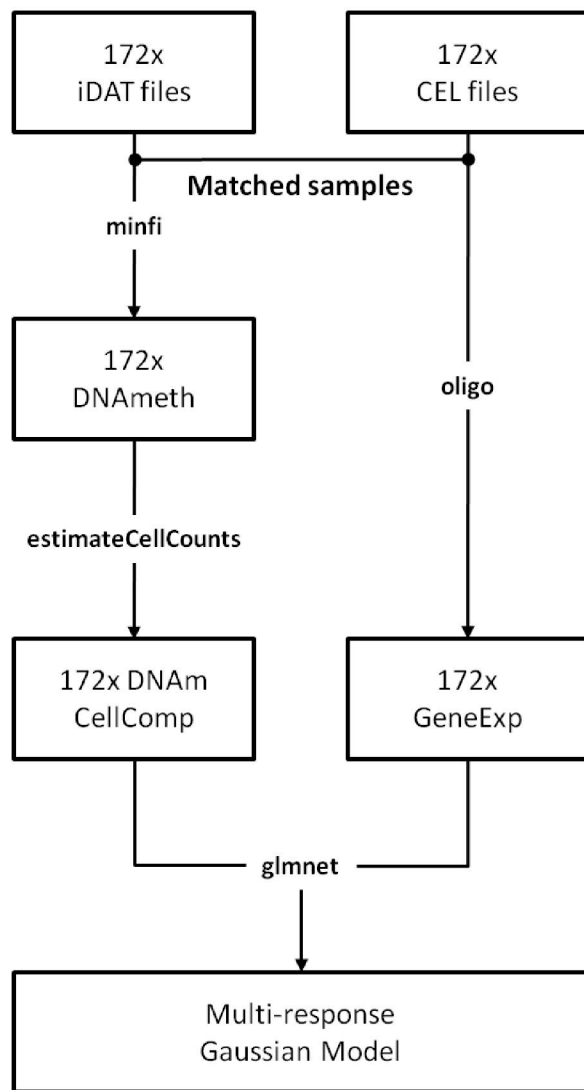 172x
iDAT files
172x
CEL files
Matched samples
minfi
172x
DNAmeth
oligo
estimateCellCounts
172x DNAm
CellComp
172x
GeneExp
glmnet
Multi-response
Gaussian Model